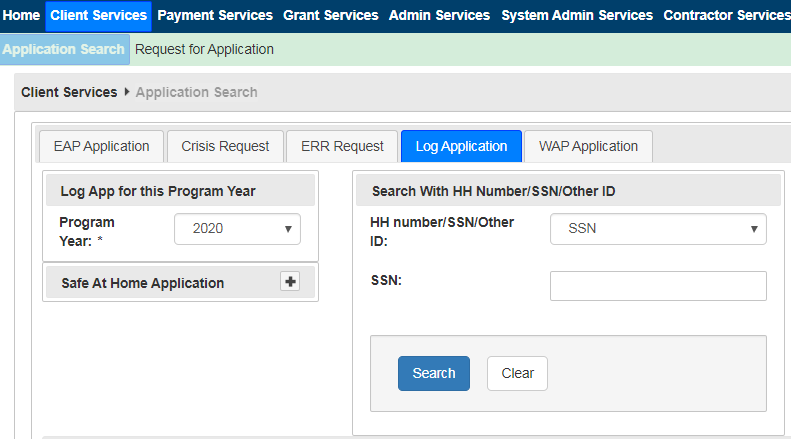 Home Client Services Payment Services Grant Services Admin Services System Admin Services Contractor Services
Application Search Request for Application
Client Services Application Search
EAP Application Crisis Request ERR Request Log Application WAP Application
Log App for this Program Year
Program
Year: *
2020
Safe At Home Application
Search With HH Number/SSN/Other ID
HH number/SSN/Other
ID:
SSN
SSN:
Search Clear